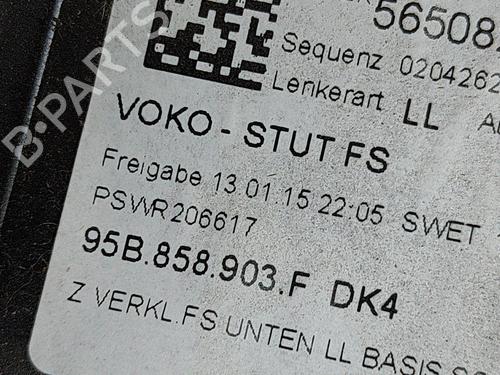 56508
Sequenz 0204262
Lenkerart LL
VOKO - STUT FS
Freigabe 13.01.15 22:05 SWET
PSWR206617
95B.858.903.F DK4
Z VERKL.FS UNTEN LL BASIS
B-PARTS